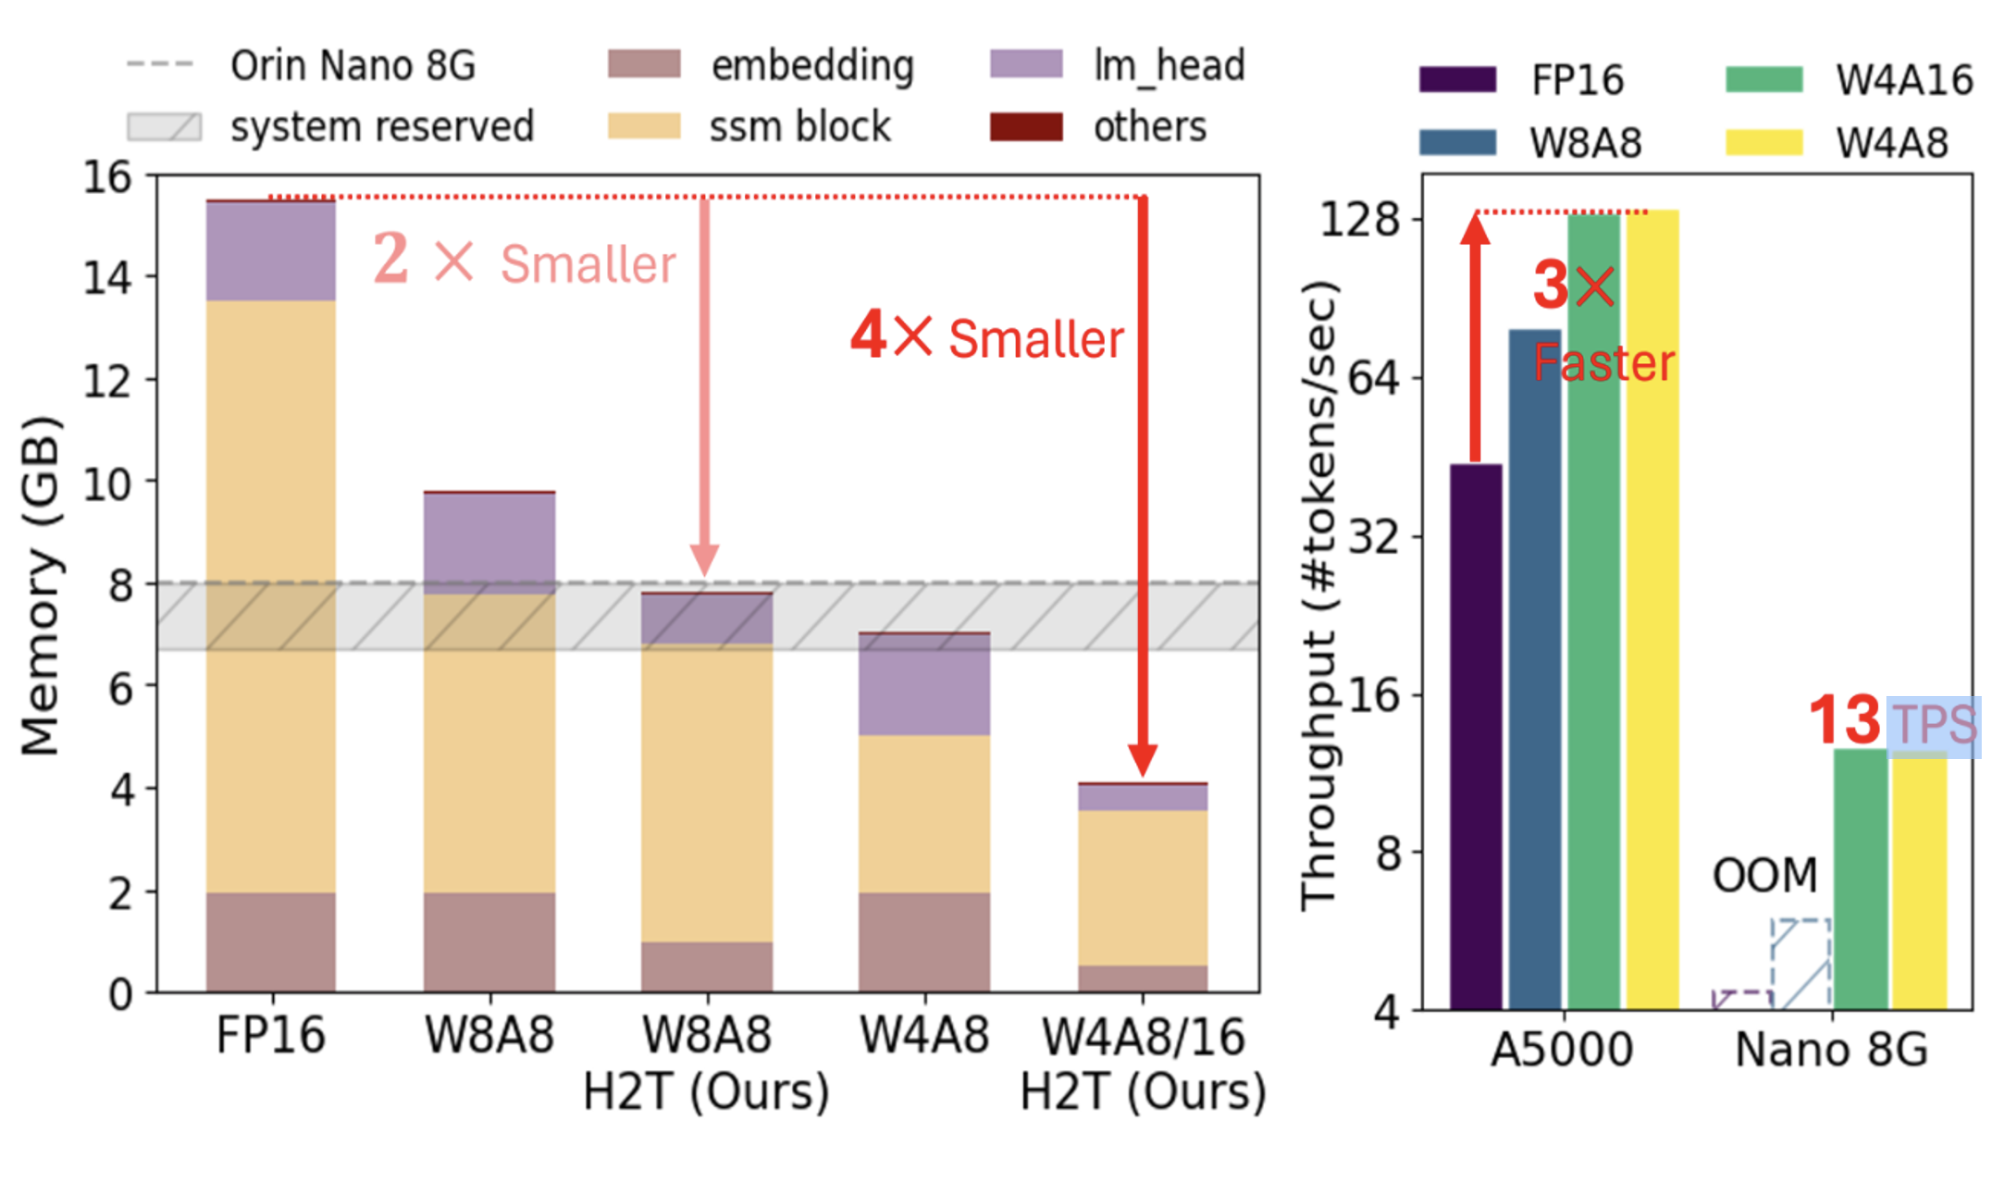 Orin Nano 8G
system reserved
embedding
ssm block
lm_head
others
Memory (GB)
16
14
12
10
8
6
4
2
0
2 × Smaller
4× Smaller
FP16
W8A8
W8A8
H2T (Ours)
W4A8
W4A8/16
H2T (Ours)
FP16
W8A8
W4A16
W4A8
Throughput (#tokens/sec)
128
64
32
16
8
4
3×
Faster
13 TPS
OOM
A5000
Nano 8G